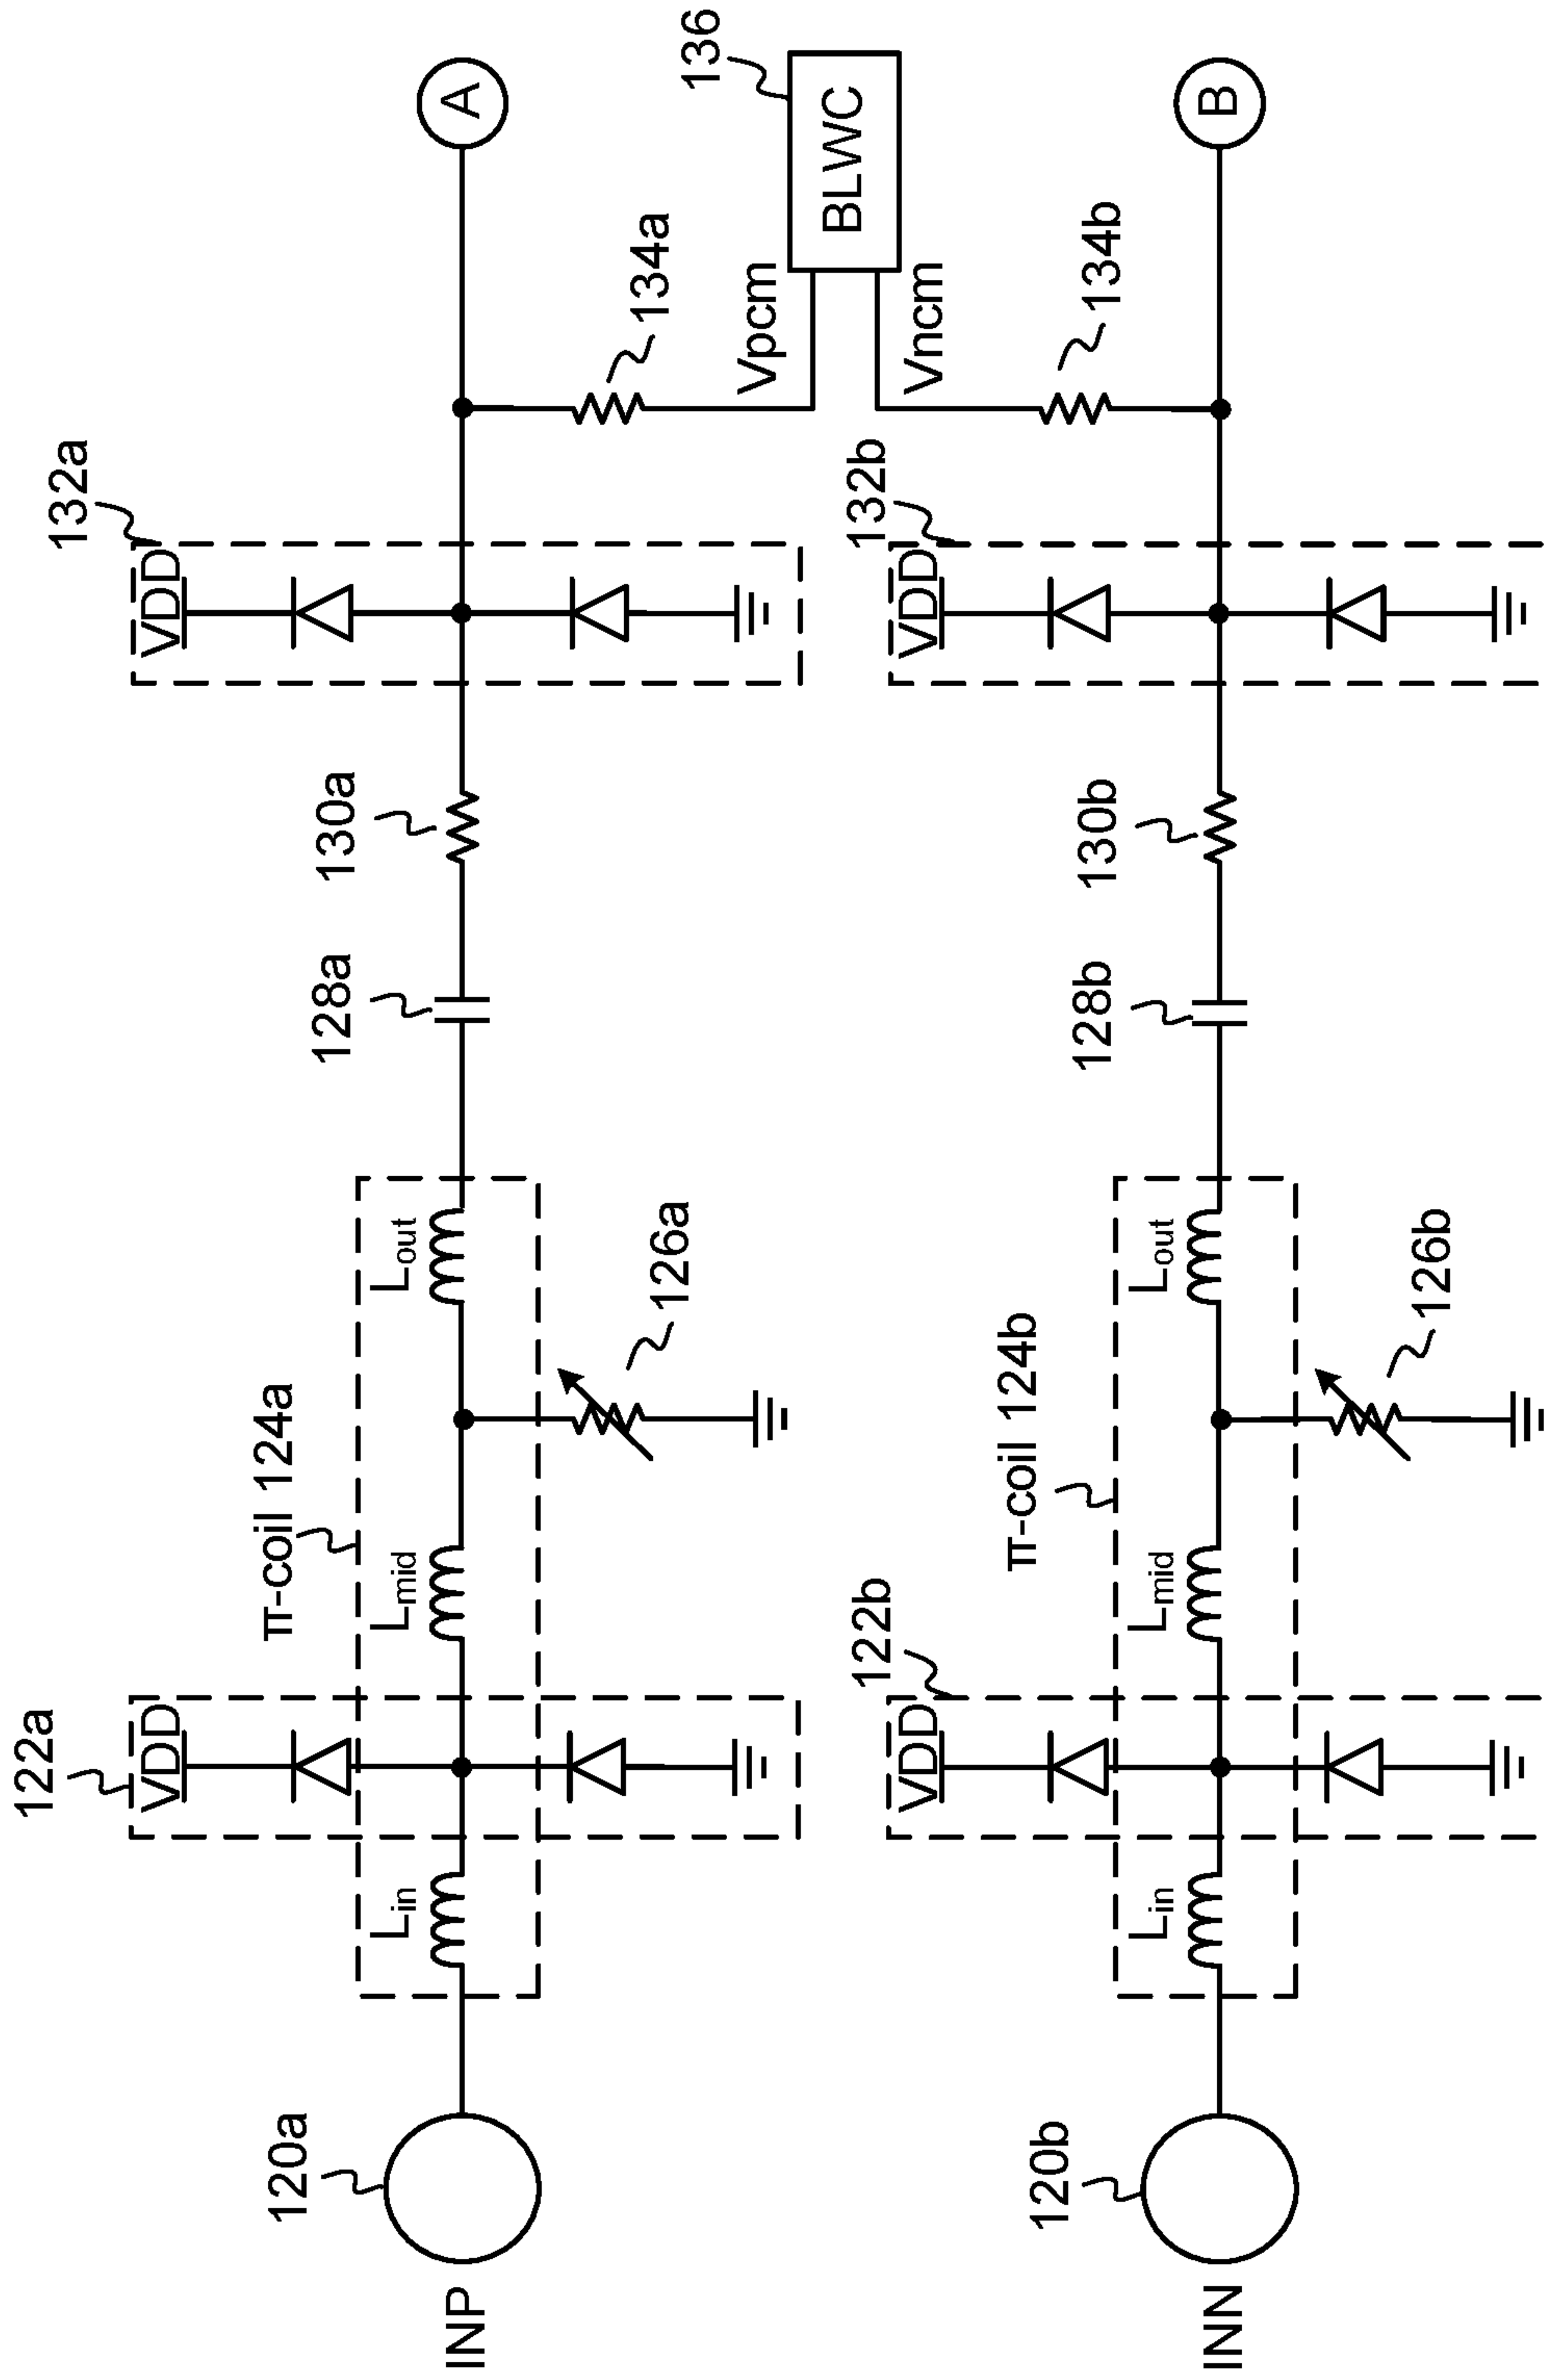 122a
VDD
π-coil 124a
120a
INP
Lin
Lmid
Lout
126a
128a
130a
132a
VDD
134a
A
Vpcm
136
BLWC
Vncm
122b
VDD
π-coil 124b
120b
INN
Lin
Lmid
Lout
126b
128b
130b
132b
VDD
134b
B